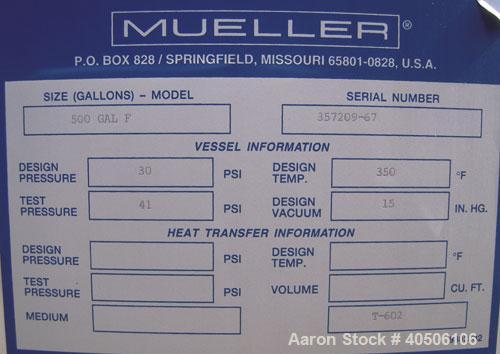 MUELLER®
P.O. BOX 828 / SPRINGFIELD, MISSOURI 65801-0828, U.S.A.
SIZE (GALLONS) – MODEL SERIAL NUMBER
500 GAL F 357209-67
VESSEL INFORMATION
DESIGN PRESSURE 30 PSI DESIGN TEMP. 350 °F
TEST PRESSURE 41 PSI DESIGN VACUUM 15 IN. HG.
HEAT TRANSFER INFORMATION
DESIGN PRESSURE PSI DESIGN TEMP. °F
TEST PRESSURE PSI VOLUME CU. FT.
MEDIUM T-602
Aaron Stock # 40506106